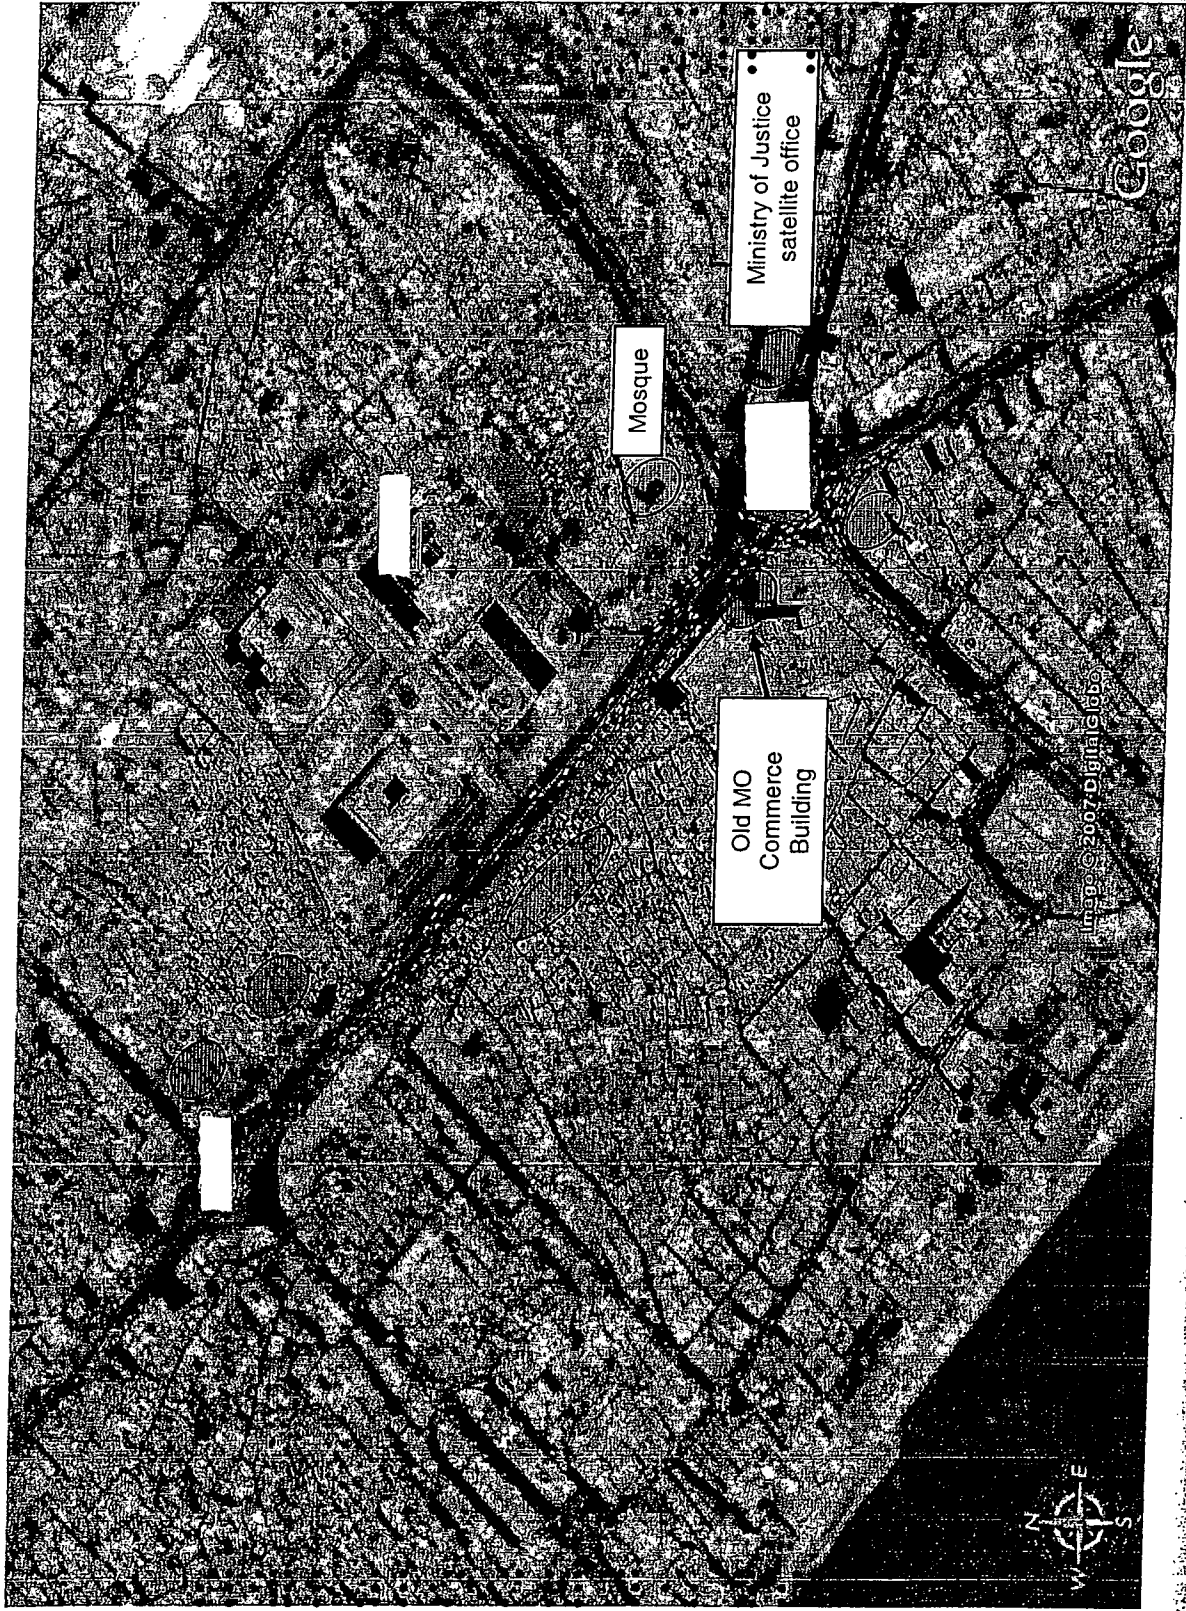 Mosque
Ministry of Justice
satellite office
Old MO
Commerce
Building
Image © 2007 DigitalGlobe
Google
N
W
E
S